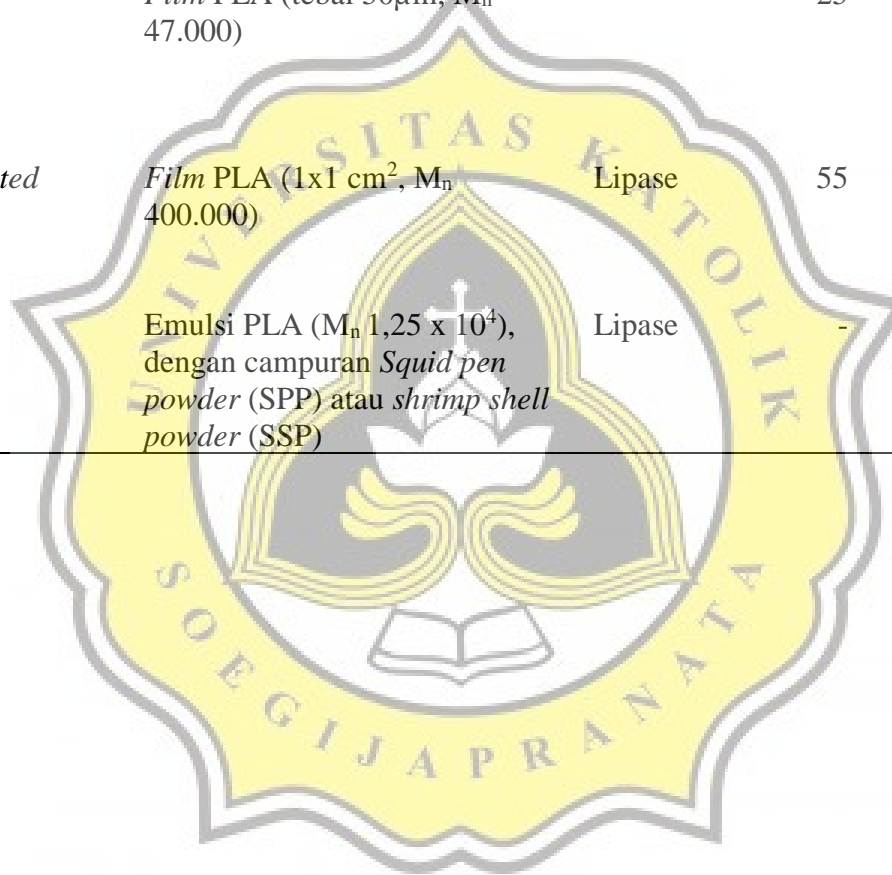 47.000)
ted Film PLA (1x1 cm², Mₙ Lipase 55
400.000)
Emulsi PLA (Mₙ 1,25 x 10⁴), Lipase -
dengan campuran Squid pen
powder (SPP) atau shrimp shell
powder (SSP)
UNIVERSITAS KATOLIK
SOEGIJAPRANATA